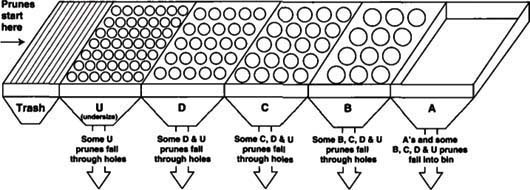 Prunes
start
here
Trash
U
(undersize)
D
C
B
A
Some U
prunes fall
through holes
Some D & U
prunes fall
through holes
Some C, D & U
prunes fall
through holes
Some B, C, D & U
prunes fall
through holes
A's and some
B, C, D & U prunes
fall into bin